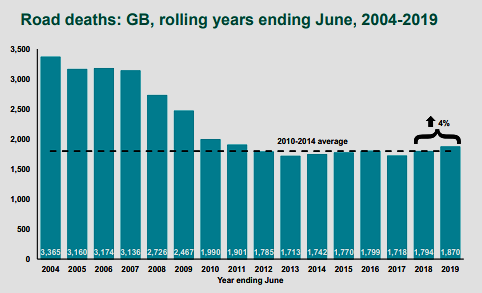 Road deaths: GB, rolling years ending June, 2004-2019
3,500
3,000
2,500
2,000
1,500
1,000
500
0
4%
2010-2014 average
3,365 3,160 3,174 3,136 2,726 2,467 1,990 1,901 1,785 1,713 1,742 1,770 1,799 1,718 1,794 1,870
2004 2005 2006 2007 2008 2009 2010 2011 2012 2013 2014 2015 2016 2017 2018 2019
Year ending June